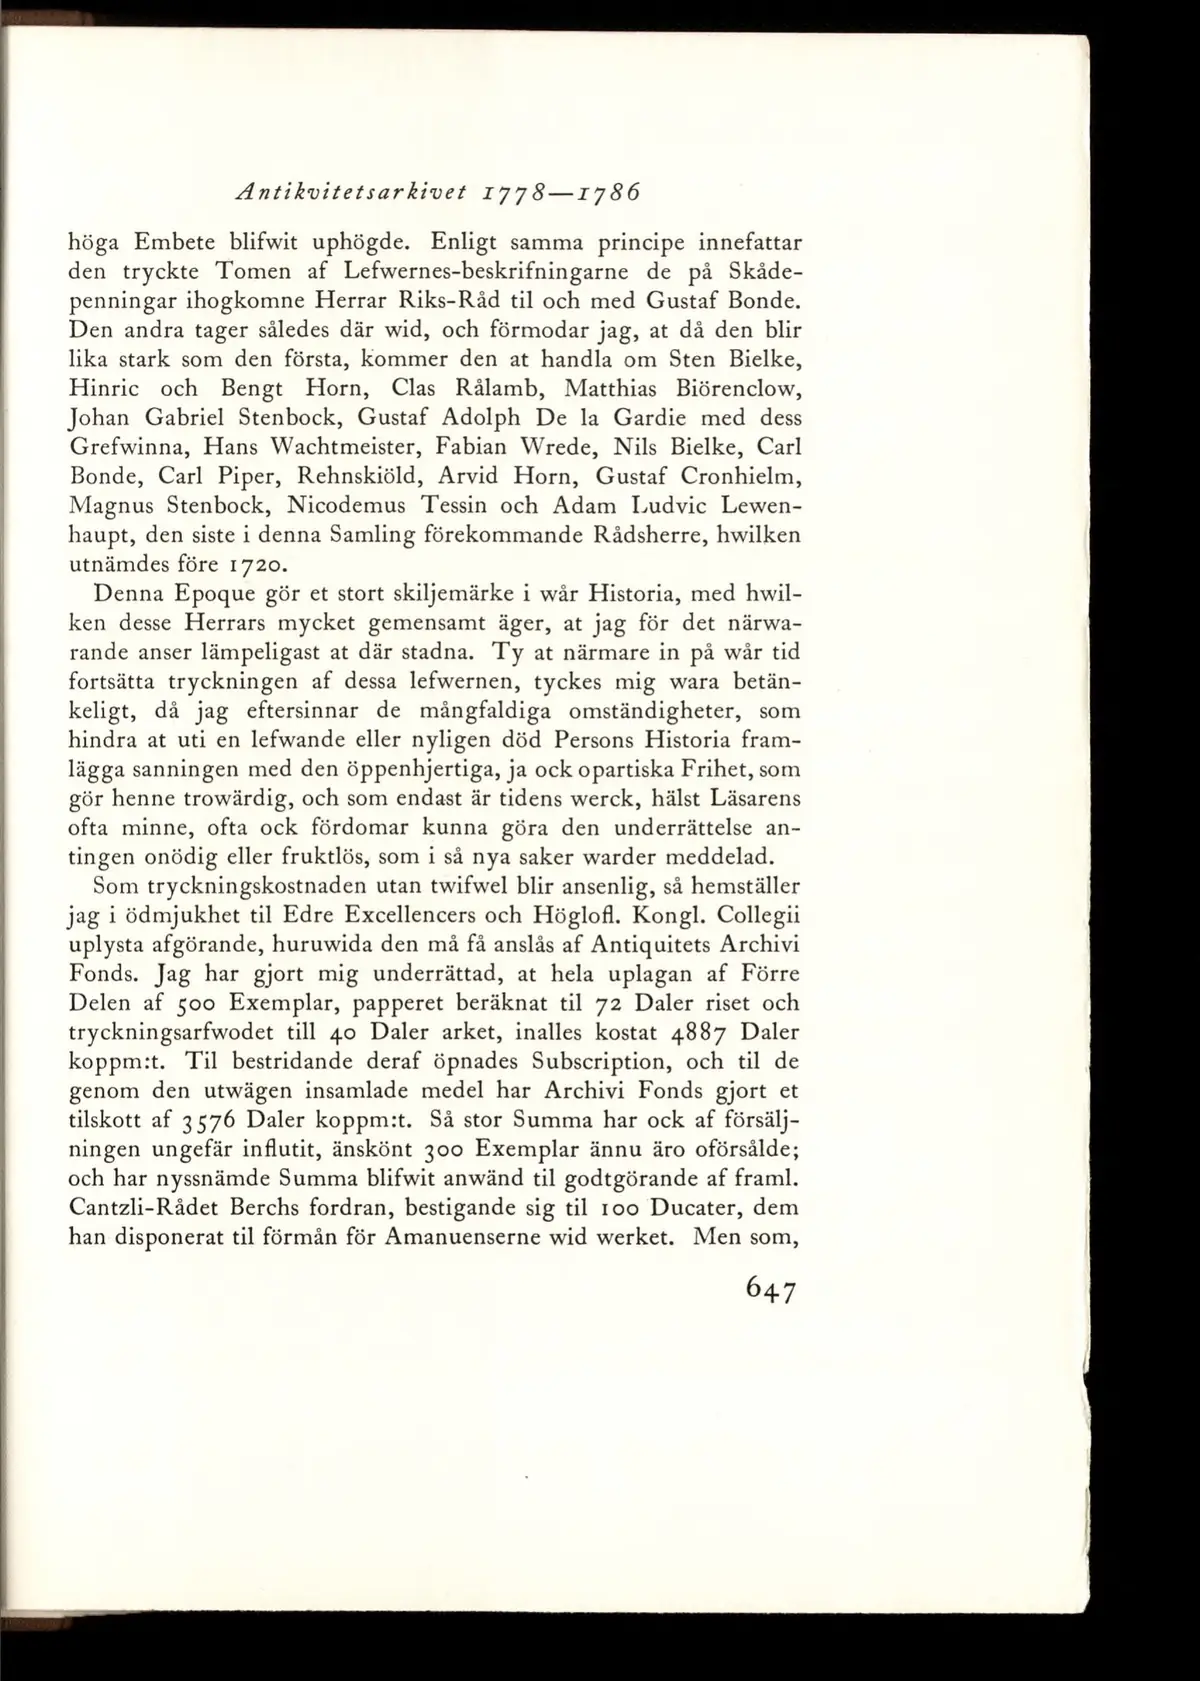 Antikvitetsarkivet 1778—1786
höga Embete blifwit uphögde. Enligt samma principe innefattar
den tryckte Tomen af Lefwernes-beskrifningarne de på Skåde-
penningar ihogkomne Herrar Riks-Råd til och med Gustaf Bonde.
Den andra tager således där wid, och förmodar jag, at då den blir
lika stark som den första, kommer den at handla om Sten Bielke,
Hinric och Bengt Horn, Clas Rålamb, Matthias Biörenclow,
Johan Gabriel Stenbock, Gustaf Adolph De la Gardie med dess
Grefwinna, Hans Wachtmeister, Fabian Wrede, Nils Bielke, Carl
Bonde, Carl Piper, Rehnskiöld, Arvid Horn, Gustaf Cronhielm,
Magnus Stenbock, Nicodemus Tessin och Adam Ludvic Lewen-
haupt, den siste i denna Samling förekommande Rådsherre, hwilken
utnämdes före 1720.
Denna Epoque gör et stort skiljemärke i wår Historia, med hwil-
ken desse Herrars mycket gemensamt äger, at jag för det närwa-
rande anser lämpeligast at där stadna. Ty at närmare in på wår tid
fortsätta tryckningen af dessa lefwernen, tyckes mig wara betän-
keligt, då jag eftersinnar de mångfaldiga omständigheter, som
hindra at uti en lefwande eller nyligen död Persons Historia fram-
lägga sanningen med den öppenhjertiga, ja ock opartiska Frihet, som
gör henne trowärdig, och som endast är tidens werck, hälst Läsarens
ofta minne, ofta ock fördomar kunna göra den underrättelse an-
tingen onödig eller fruktlös, som i så nya saker warder meddelad.
Som tryckningskostnaden utan twifwel blir ansenlig, så hemställer
jag i ödmjukhet til Edre Excellencers och Höglofl. Kongl. Collegii
uplysta afgörande, huruwida den må få anslås af Antiquitets Archivi
Fonds. Jag har gjort mig underrättad, at hela uplagan af Förre
Delen af 500 Exemplar, papperet beräknat til 72 Daler riset och
tryckningsarfwodet till 40 Daler arket, inalles kostat 4887 Daler
koppm:t. Til bestridande deraf öpnades Subscription, och til de
genom den utwägen insamlade medel har Archivi Fonds gjort et
tilskott af 3576 Daler koppm:t. Så stor Summa har ock af försälj-
ningen ungefär influtit, änskönt 300 Exemplar ännu äro oförsålde;
och har nyssnämde Summa blifwit anwänd til godtgörande af framl.
Cantzli-Rådet Berchs fordran, bestigande sig til 100 Ducater, dem
han disponerat til förmån för Amanuenserne wid werket. Men som,
647